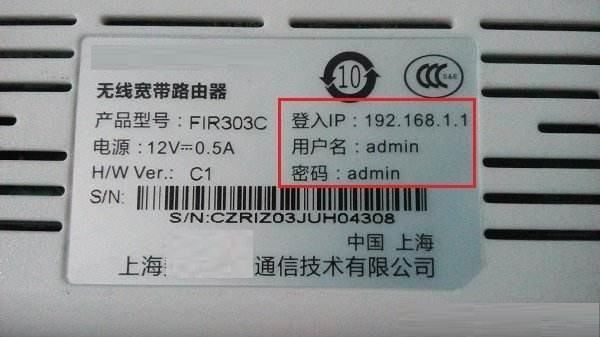 10
CCC S&E
无线宽带路由器
产品型号：FIR303C
登入IP：192.168.1.1
电源：12V⎓0.5A
用户名：admin
H/W Ver.: C1
密码：admin
S/N:
S/N:CZRIZ03JUH04308
中国 上海
上海 通信技术有限公司